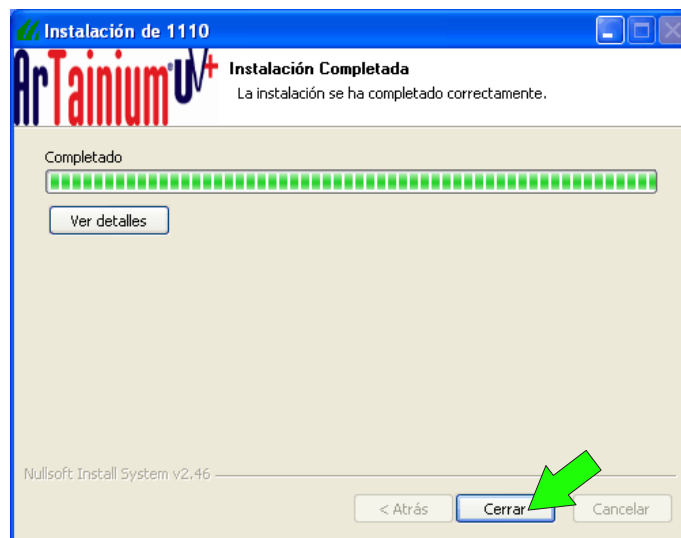 Instalación de 1110
ArTainium®UV+
Instalación Completada
La instalación se ha completado correctamente.
Completado
Ver detalles
Nullsoft Install System v2.46
< Atrás
Cerrar
Cancelar